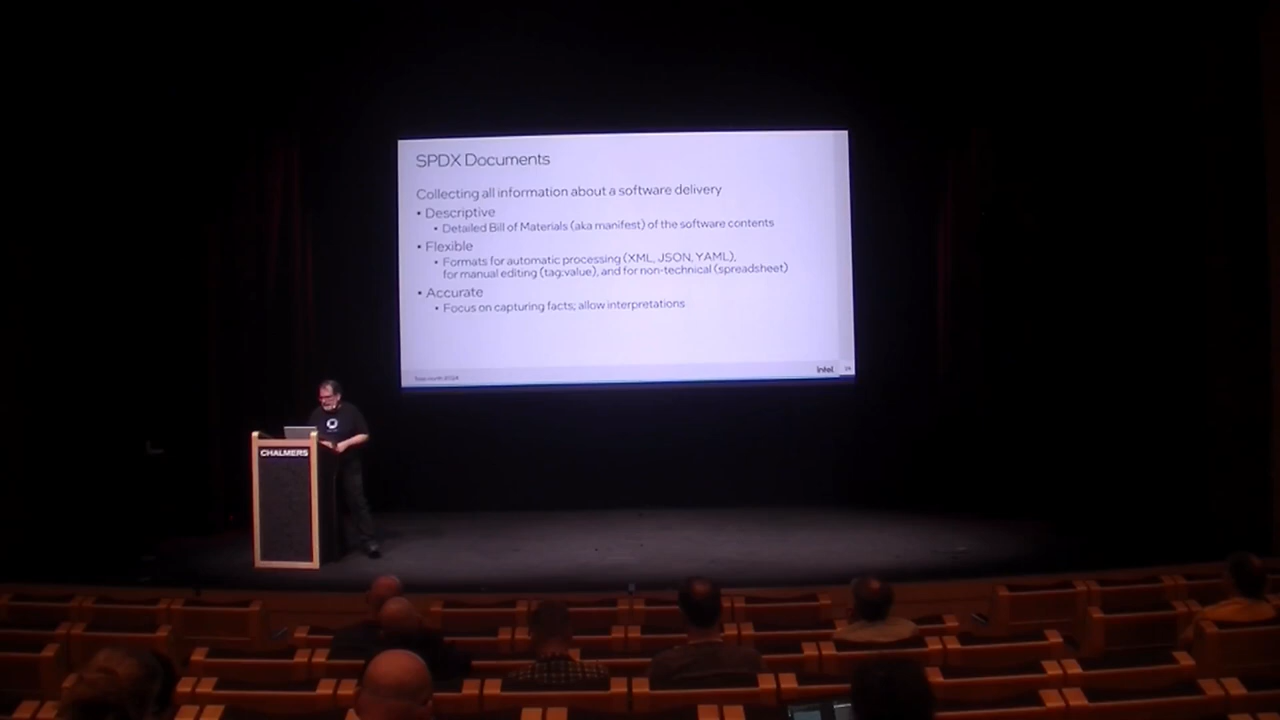 SPDX Documents
Collecting all information about a software delivery
• Descriptive
• Detailed Bill of Materials (aka manifest) of the software contents
• Flexible
• Formats for automatic processing (XML, JSON, YAML),
for manual editing (tag:value), and for non-technical (spreadsheet)
• Accurate
• Focus on capturing facts; allow interpretations
intel.
CHALMERS